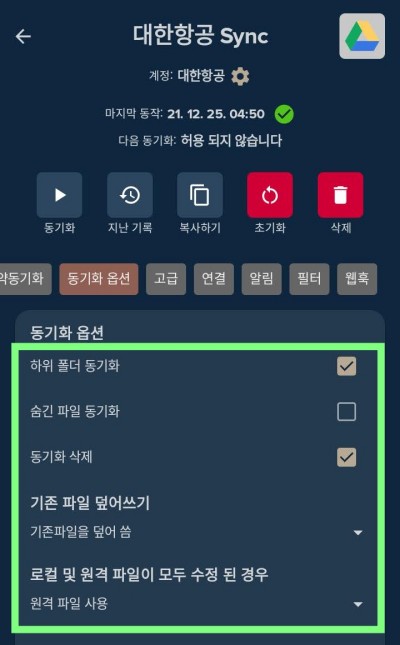 대한항공 Sync
계정: 대한항공
마지막 동작: 21. 12. 25. 04:50
다음 동기화: 허용 되지 않습니다
동기화 지난 기록 복사하기 초기화 삭제
약동기화 동기화 옵션 고급 연결 알림 필터 웹훅
동기화 옵션
하위 폴더 동기화
숨긴 파일 동기화
동기화 삭제
기존 파일 덮어쓰기
기존파일을 덮어 씀
로컬 및 원격 파일이 모두 수정 된 경우
원격 파일 사용